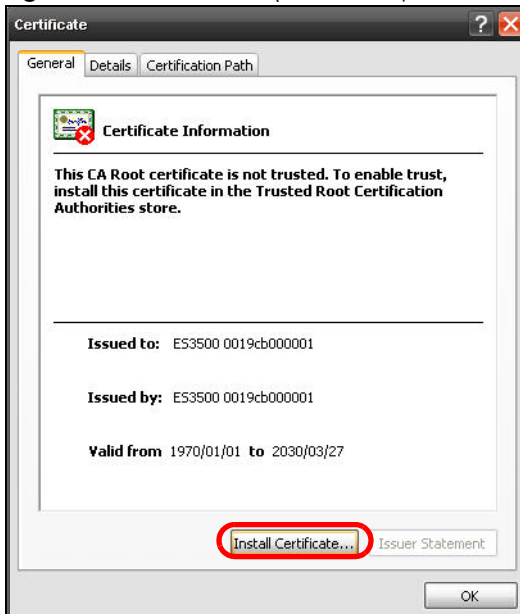 Certificate
?
General
Details
Certification Path
Certificate Information
This CA Root certificate is not trusted. To enable trust,
install this certificate in the Trusted Root Certification
Authorities store.
Issued to: ES3500 0019cb000001
Issued by: ES3500 0019cb000001
Valid from 1970/01/01 to 2030/03/27
Install Certificate...
Issuer Statement
OK